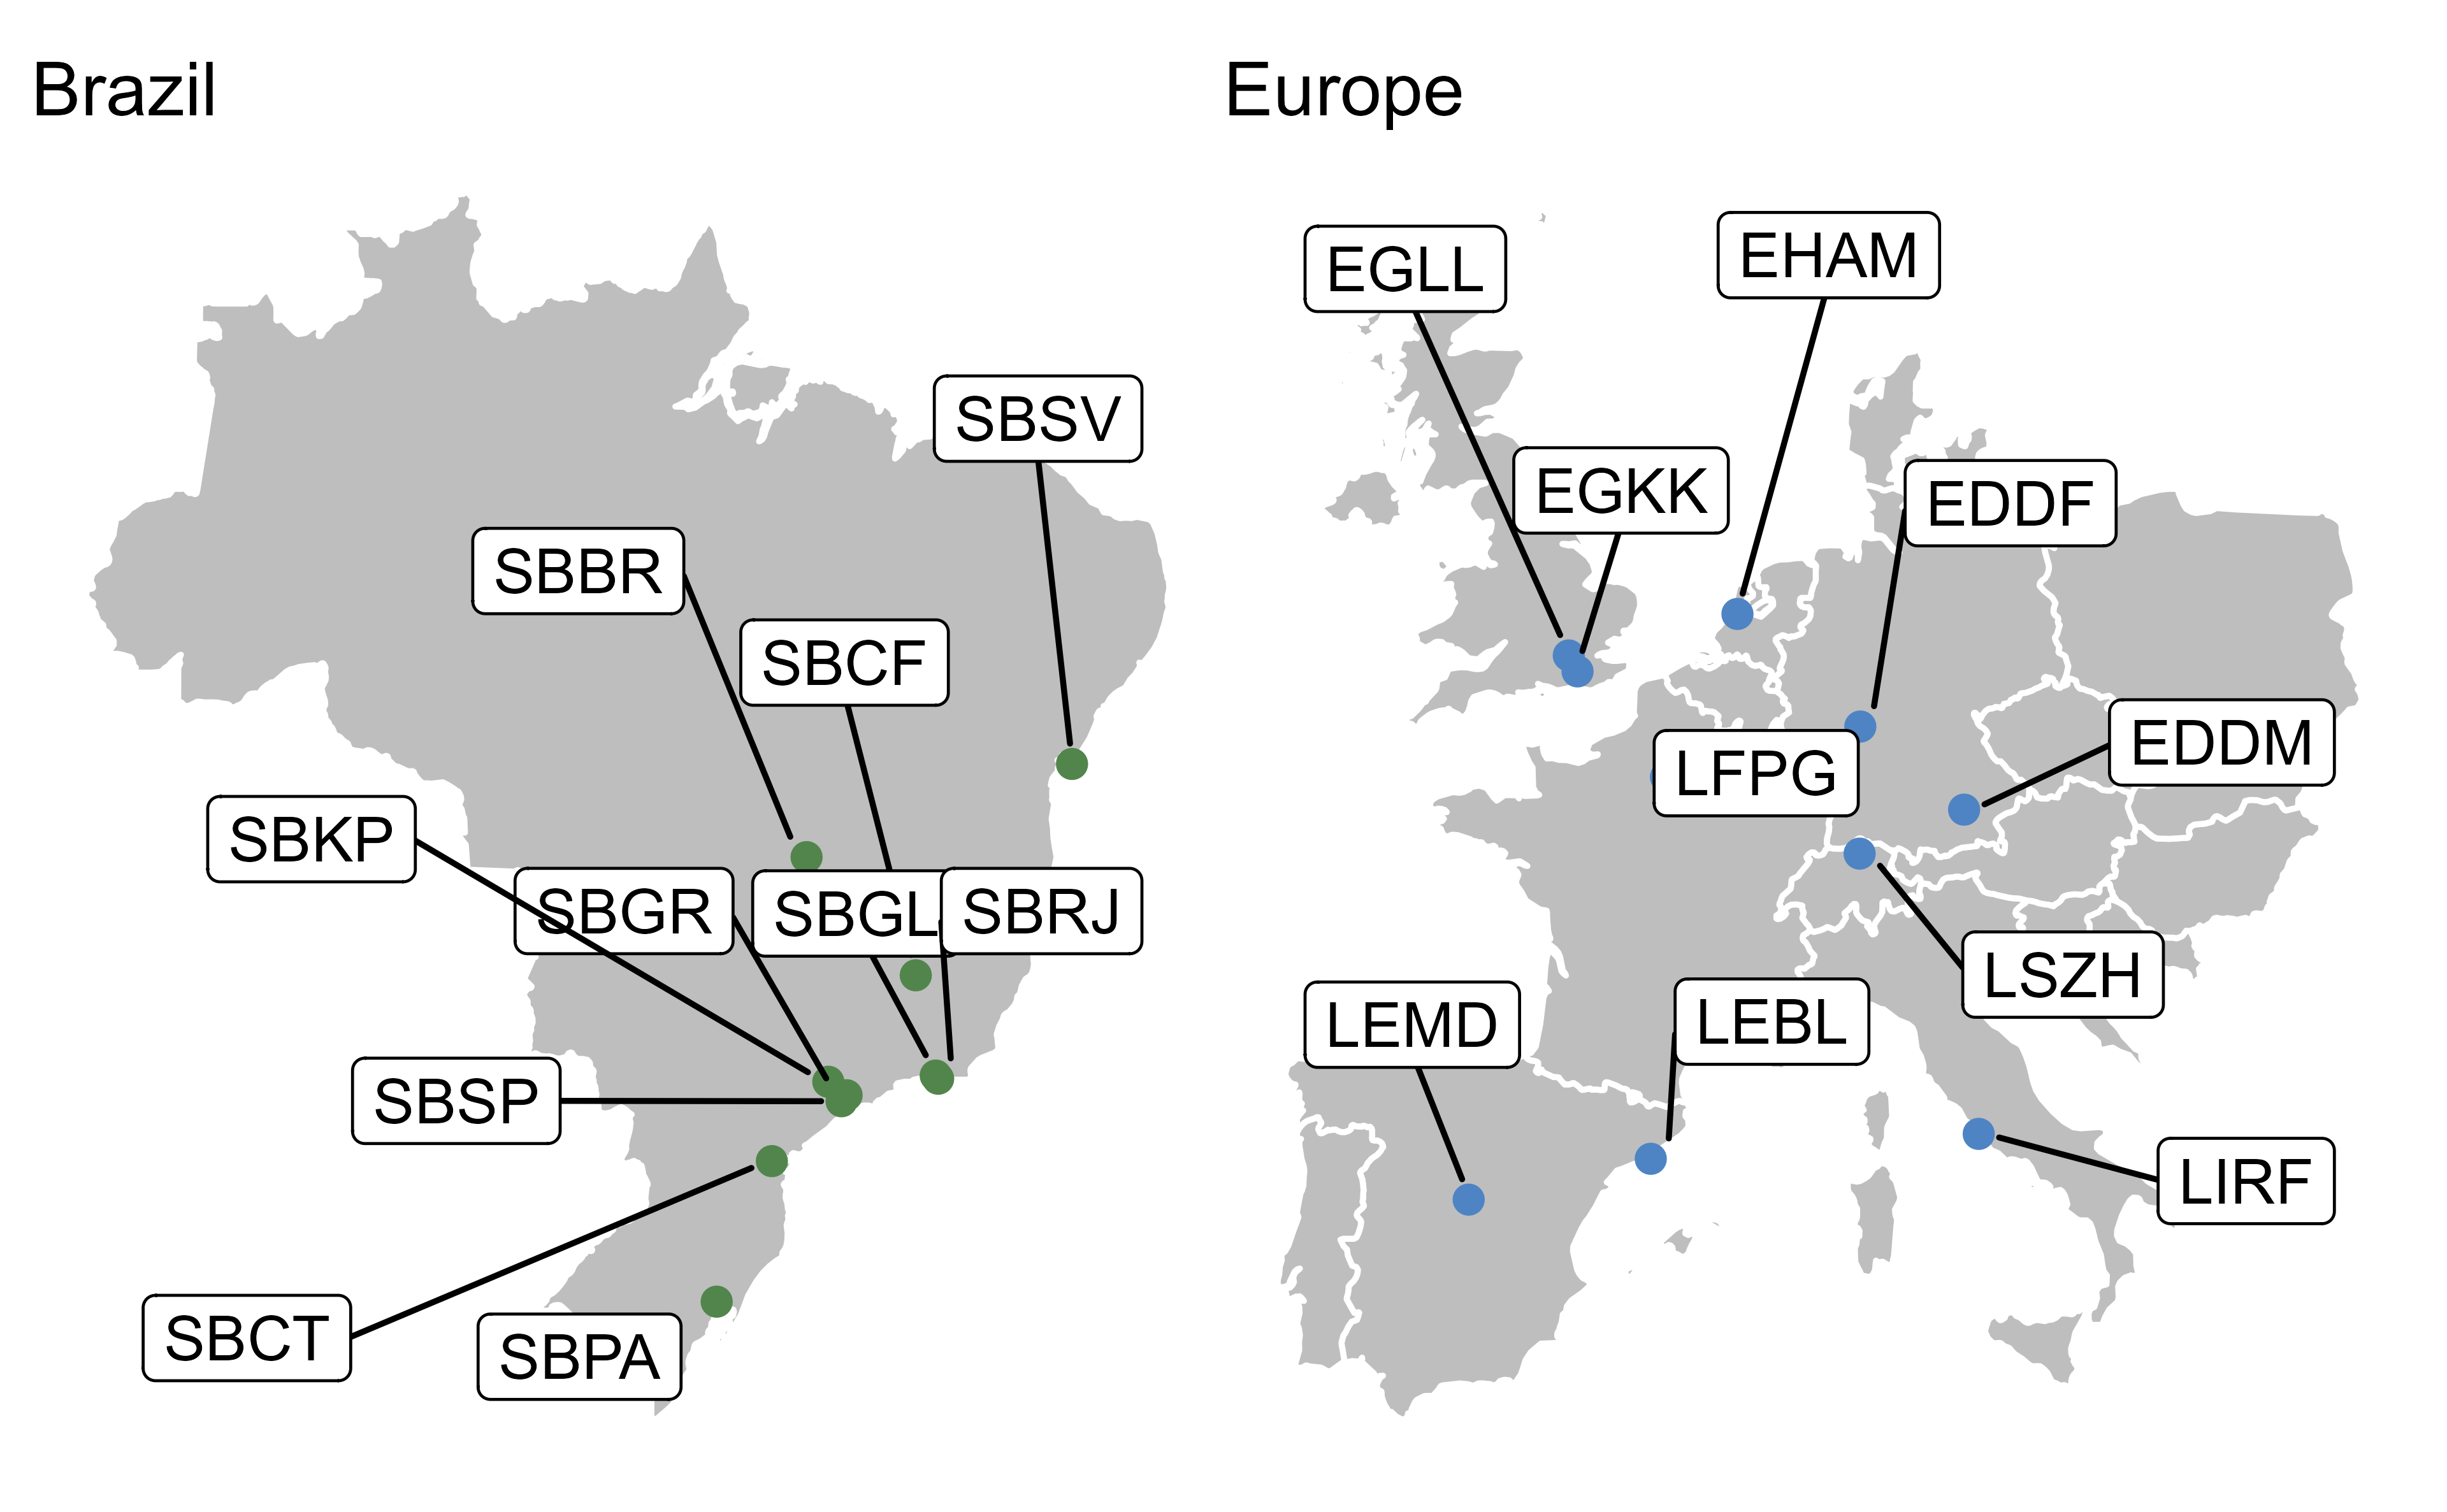 Brazil
SBSV
SBBR
SBCF
SBKP
SBGR
SBGL
SBRJ
SBSP
SBCT
SBPA
Europe
EGLL
EHAM
EGKK
EDDF
EDDM
LFPG
LSZH
LEMD
LEBL
LIRF